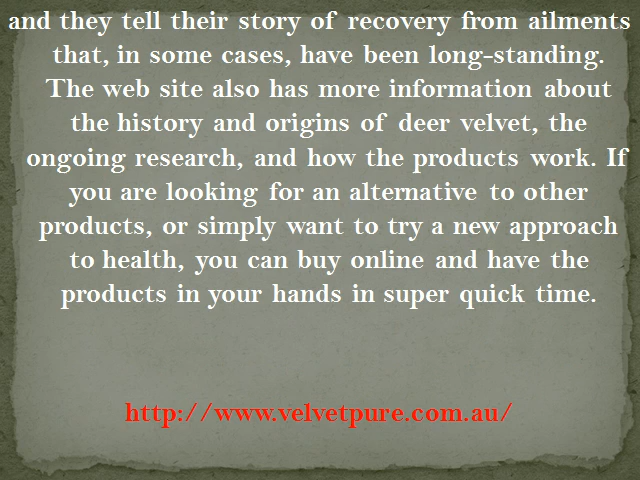 and they tell their story of recovery from ailments
that, in some cases, have been long-standing.
The web site also has more information about
the history and origins of deer velvet, the
ongoing research, and how the products work. If
you are looking for an alternative to other
products, or simply want to try a new approach
to health, you can buy online and have the
products in your hands in super quick time.
http://www.velvetpure.com.au/